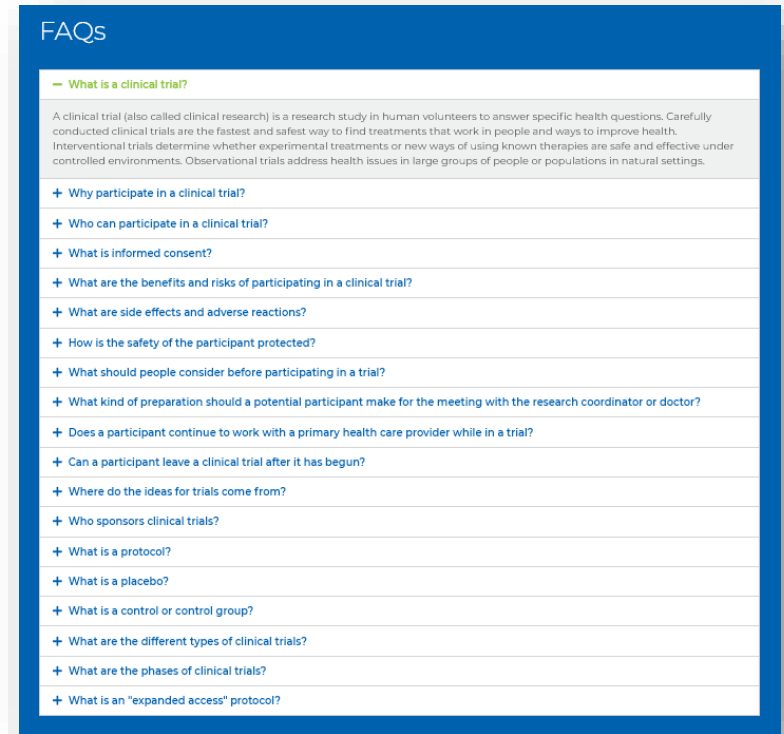 FAQs
What is a clinical trial?
A clinical trial (also called clinical research) is a research study in human volunteers to answer specific health questions. Carefully
conducted clinical trials are the fastest and safest way to find treatments that work in people and ways to improve health.
Interventional trials determine whether experimental treatments or new ways of using known therapies are safe and effective under
controlled environments. Observational trials address health issues in large groups of people or populations in natural settings.
Why participate in a clinical trial?
Who can participate in a clinical trial?
What is informed consent?
What are the benefits and risks of participating in a clinical trial?
What are side effects and adverse reactions?
How is the safety of the participant protected?
What should people consider before participating in a trial?
What kind of preparation should a potential participant make for the meeting with the research coordinator or doctor?
Does a participant continue to work with a primary health care provider while in a trial?
Can a participant leave a clinical trial after it has begun?
Where do the ideas for trials come from?
Who sponsors clinical trials?
What is a protocol?
What is a placebo?
What is a control or control group?
What are the different types of clinical trials?
What are the phases of clinical trials?
What is an "expanded access" protocol?